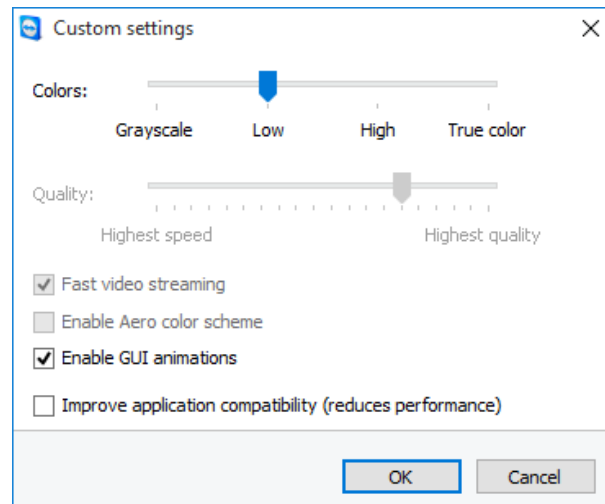 Custom settings
Colors:
Grayscale Low High True color
Quality:
Highest speed Highest quality
Fast video streaming
Enable Aero color scheme
Enable GUI animations
Improve application compatibility (reduces performance)
OK Cancel